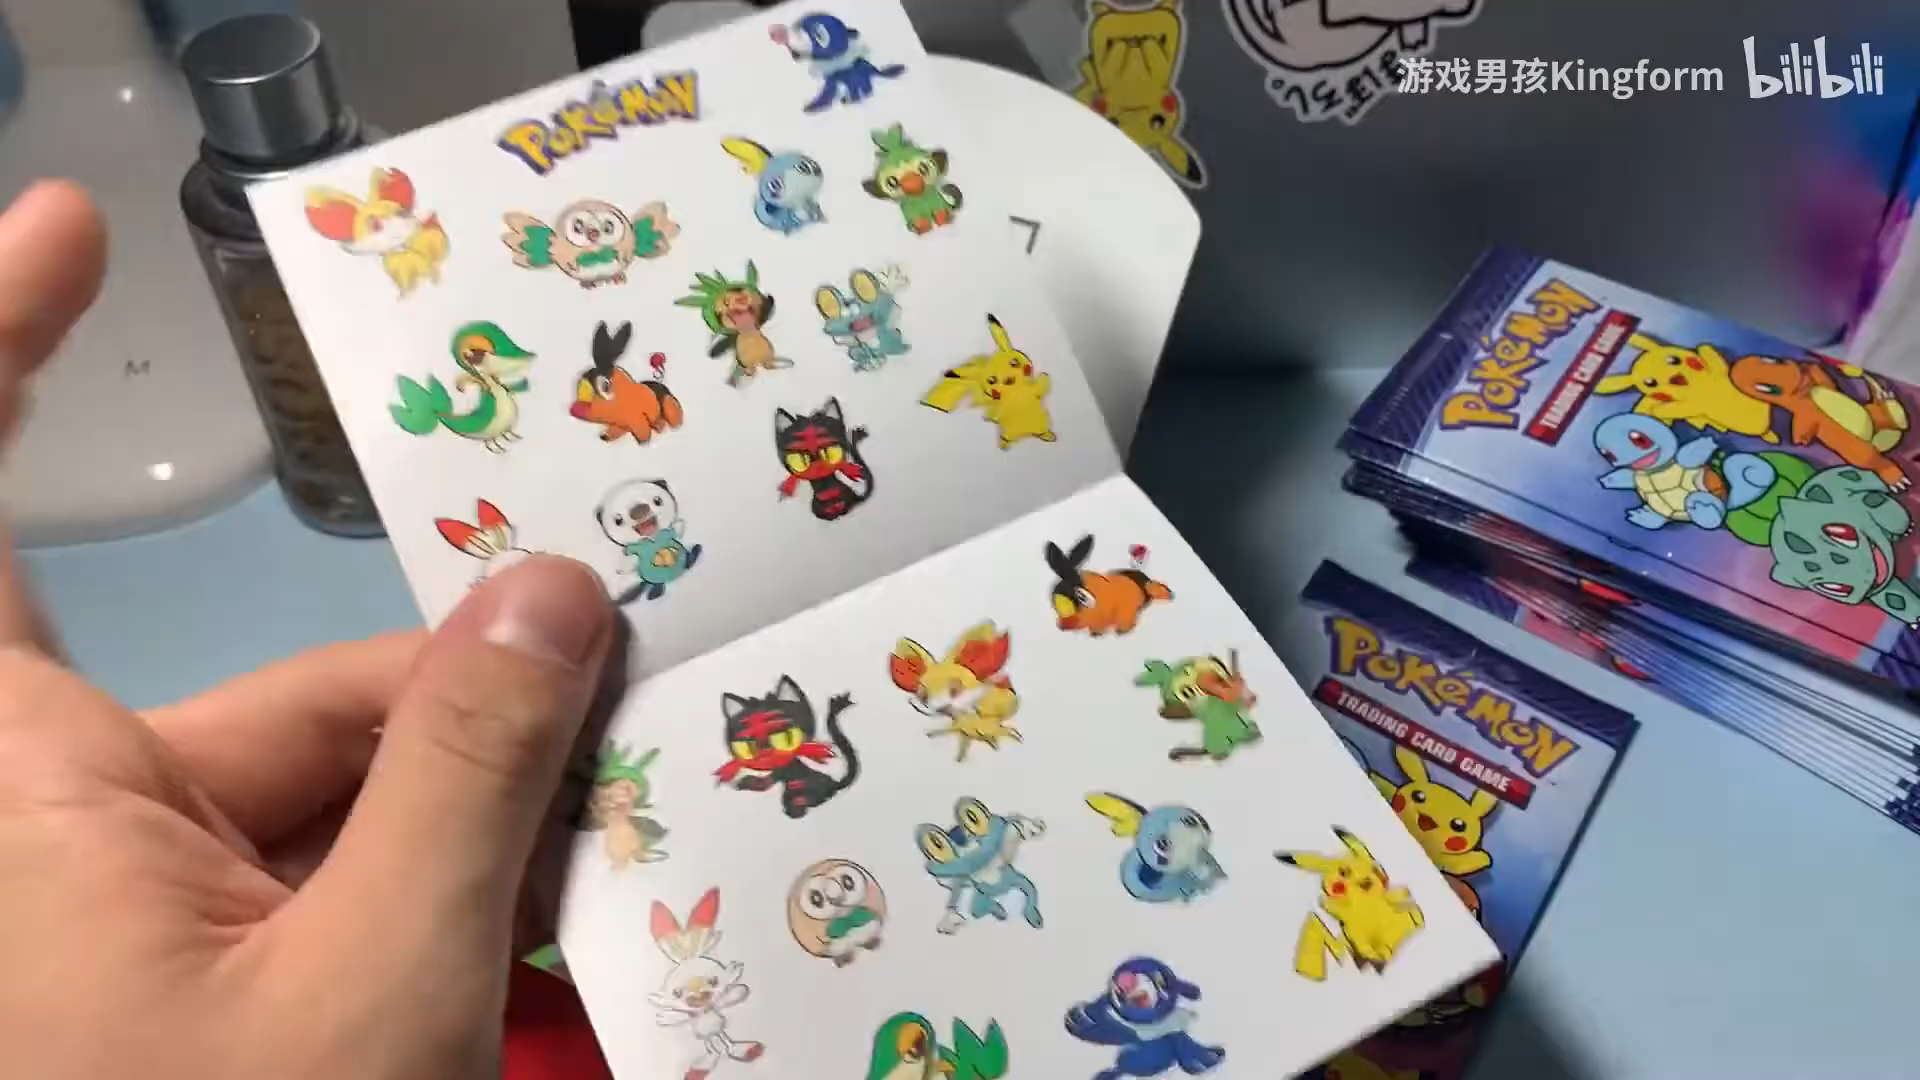 游戏男孩Kingform bilibili
POKéMON
POKéMON
TRADING CARD GAME
POKéMON
TRADING CARD GAME
M